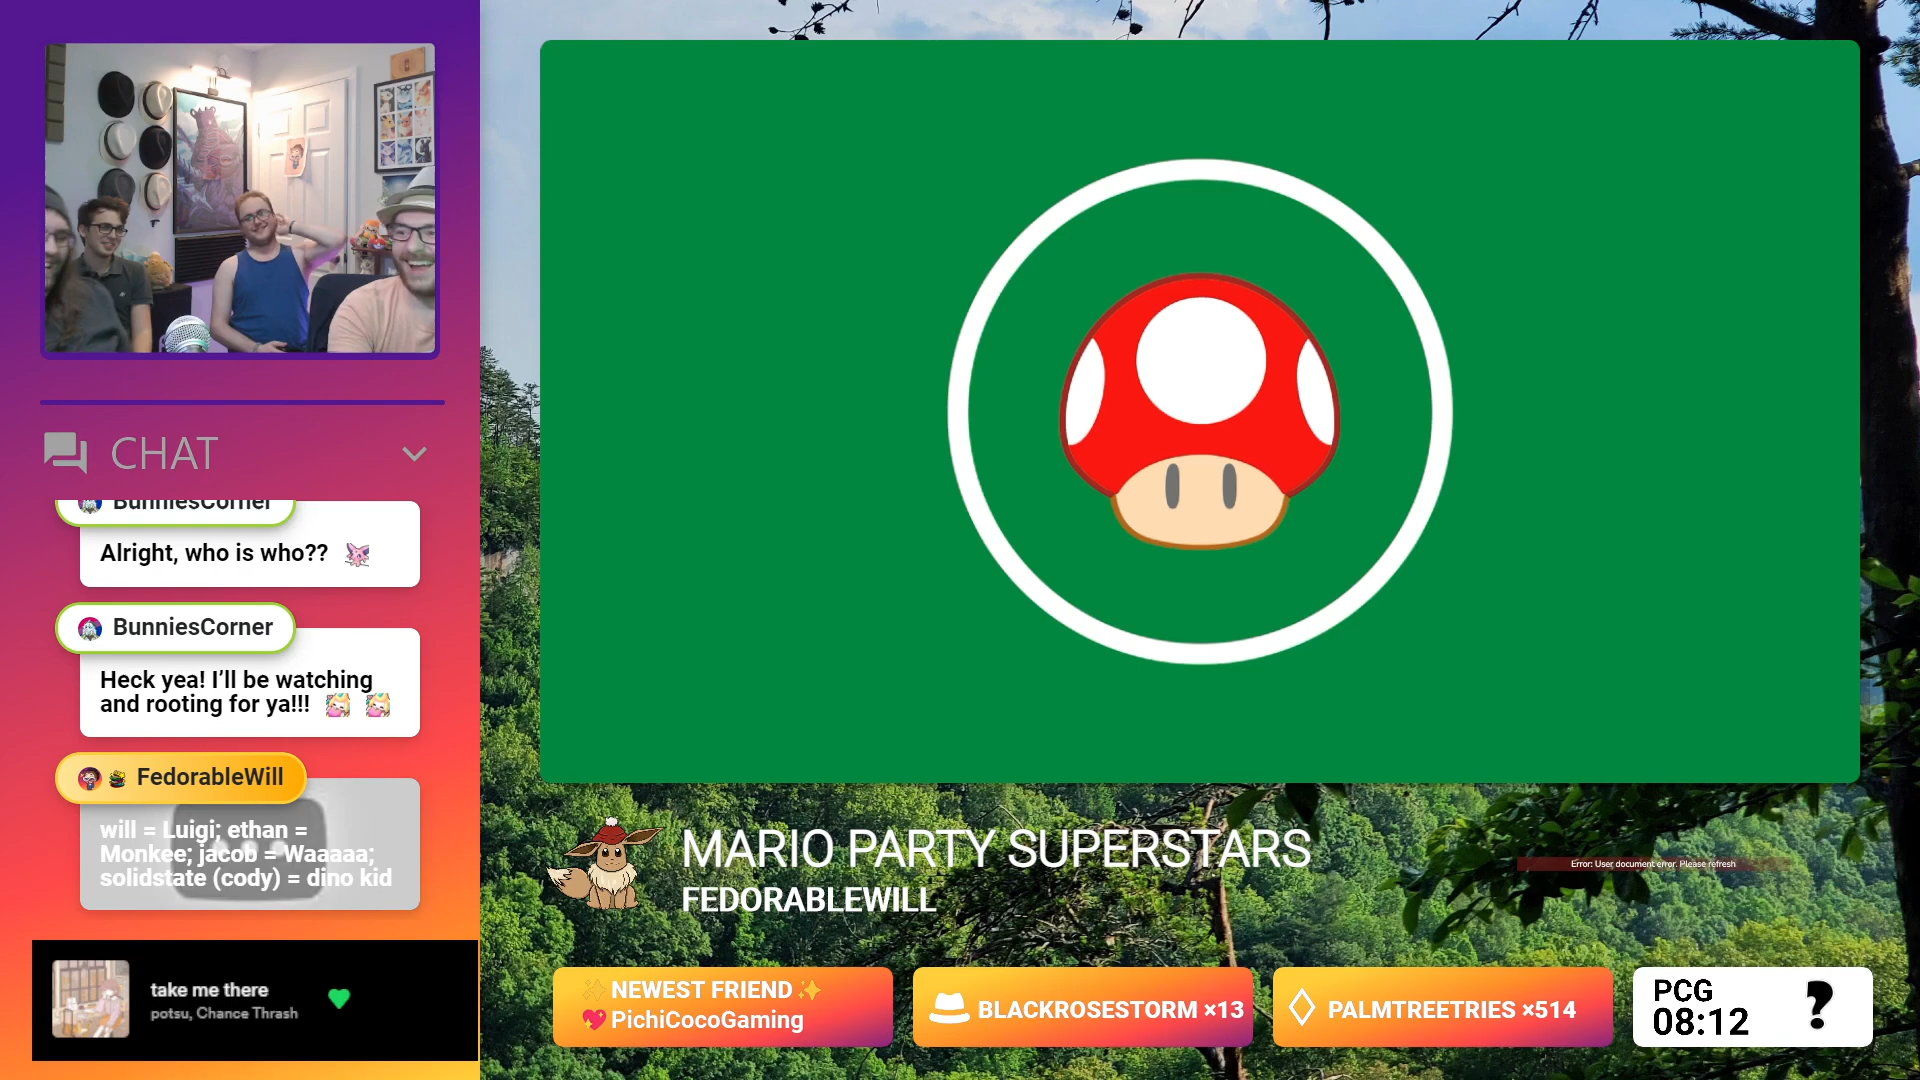 CHAT
BunniesCorner
Alright, who is who??
BunniesCorner
Heck yea! I’ll be watching
and rooting for ya!!!
FedorableWill
will = Luigi; ethan =
Monkee; jacob = Waaaaa;
solidstate (cody) = dino kid
take me there
potsu, Chance Thrash
MARIO PARTY SUPERSTARS
FEDORABLEWILL
Error: User document error. Please refresh
NEWEST FRIEND
PichiCocoGaming
BLACKROSESTORM ×13
PALMTREETRIES ×514
PCG
08:12
?